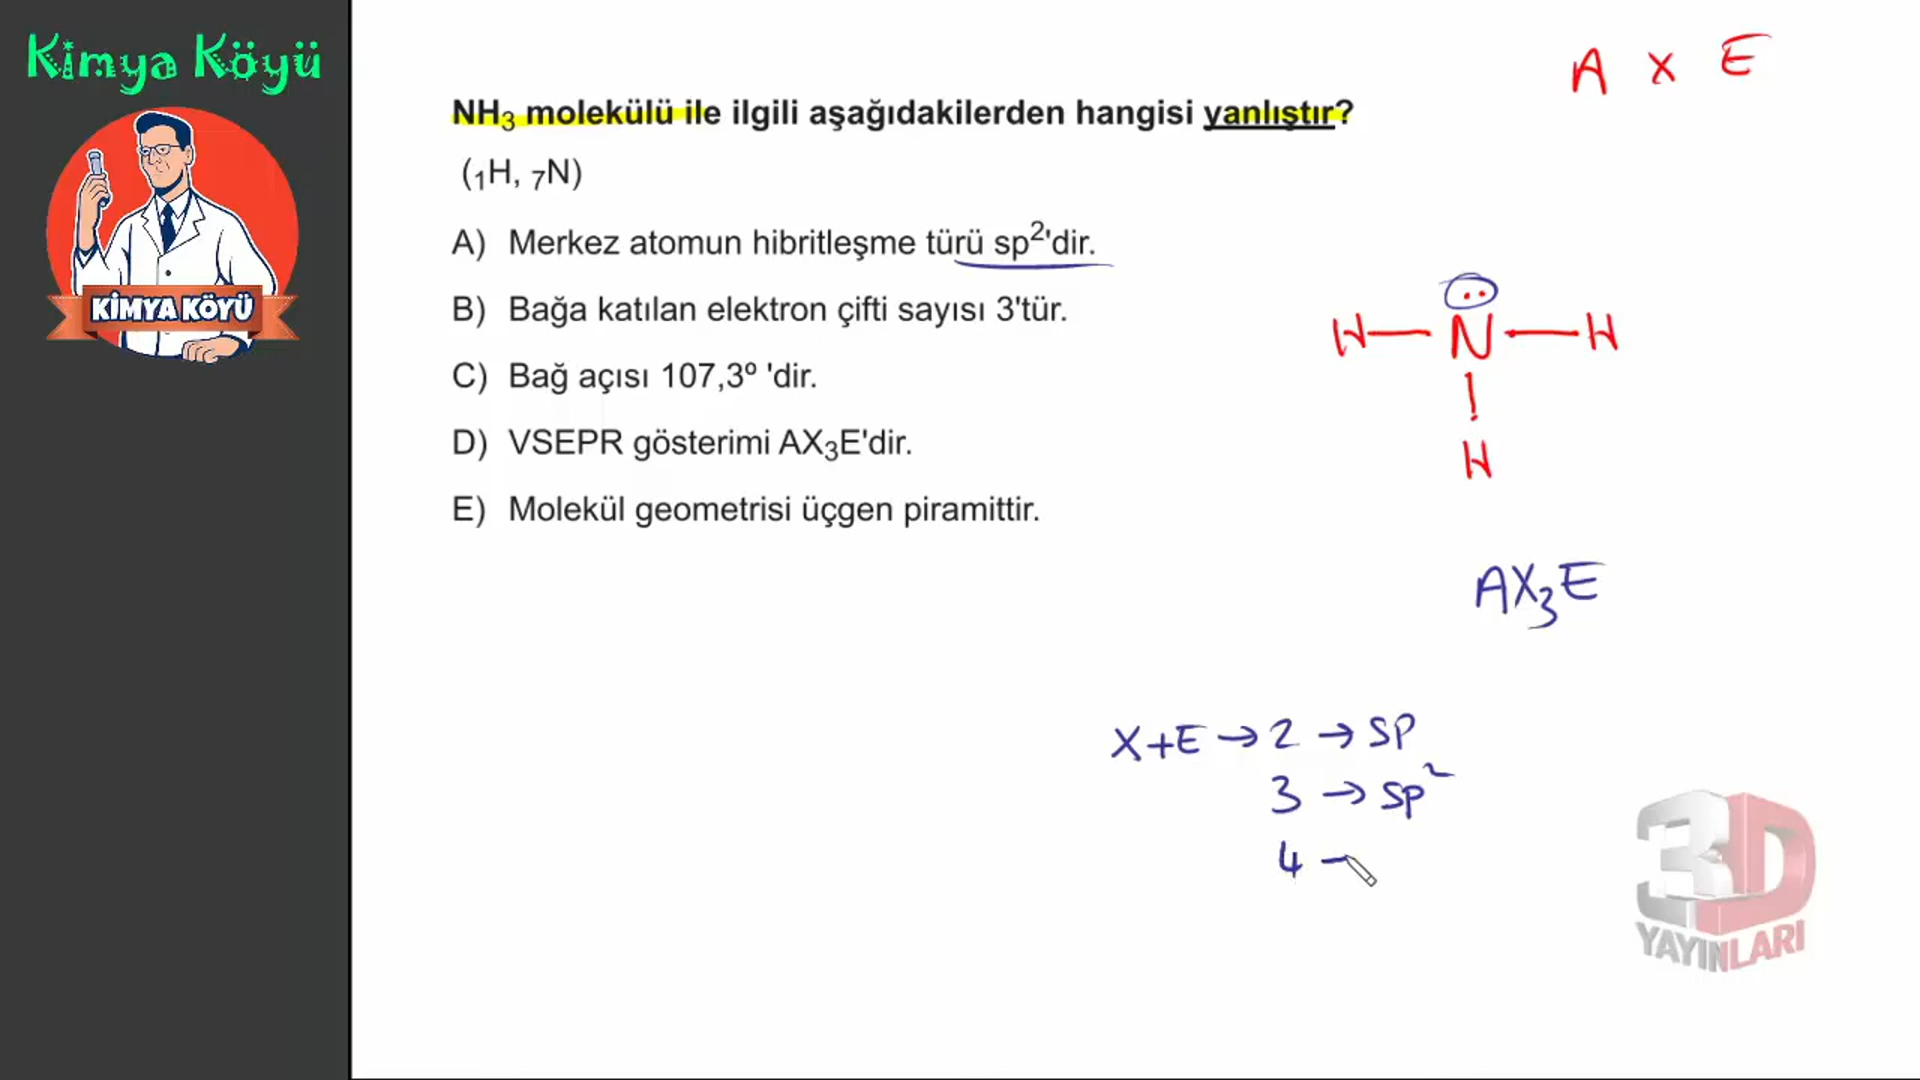 Kimya Köyü
KİMYA KÖYÜ
A X E
NH₃ molekülü ile ilgili aşağıdakilerden hangisi yanlıştır?
(₁H, ₇N)
A) Merkez atomun hibritleşme türü sp²'dir.
B) Bağa katılan elektron çifti sayısı 3'tür.
C) Bağ açısı 107,3º 'dir.
D) VSEPR gösterimi AX₃E'dir.
E) Molekül geometrisi üçgen piramittir.
H—N—H
H
AX₃E
X+E → 2 → SP
3 → SP²
4 —
3D
YAYINLARI